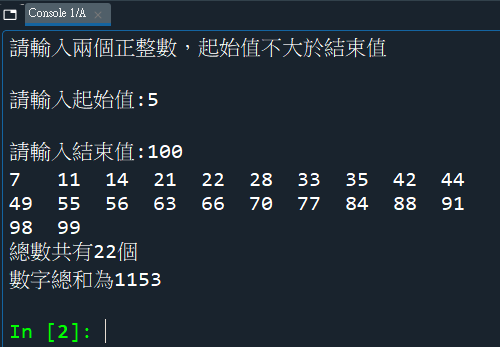 Console 1/A
請輸入兩個正整數，起始值不大於結束值
請輸入起始值:5
請輸入結束值:100
7 11 14 21 22 28 33 35 42 44
49 55 56 63 66 70 77 84 88 91
98 99
總數共有22個
數字總和為1153
In [2]: